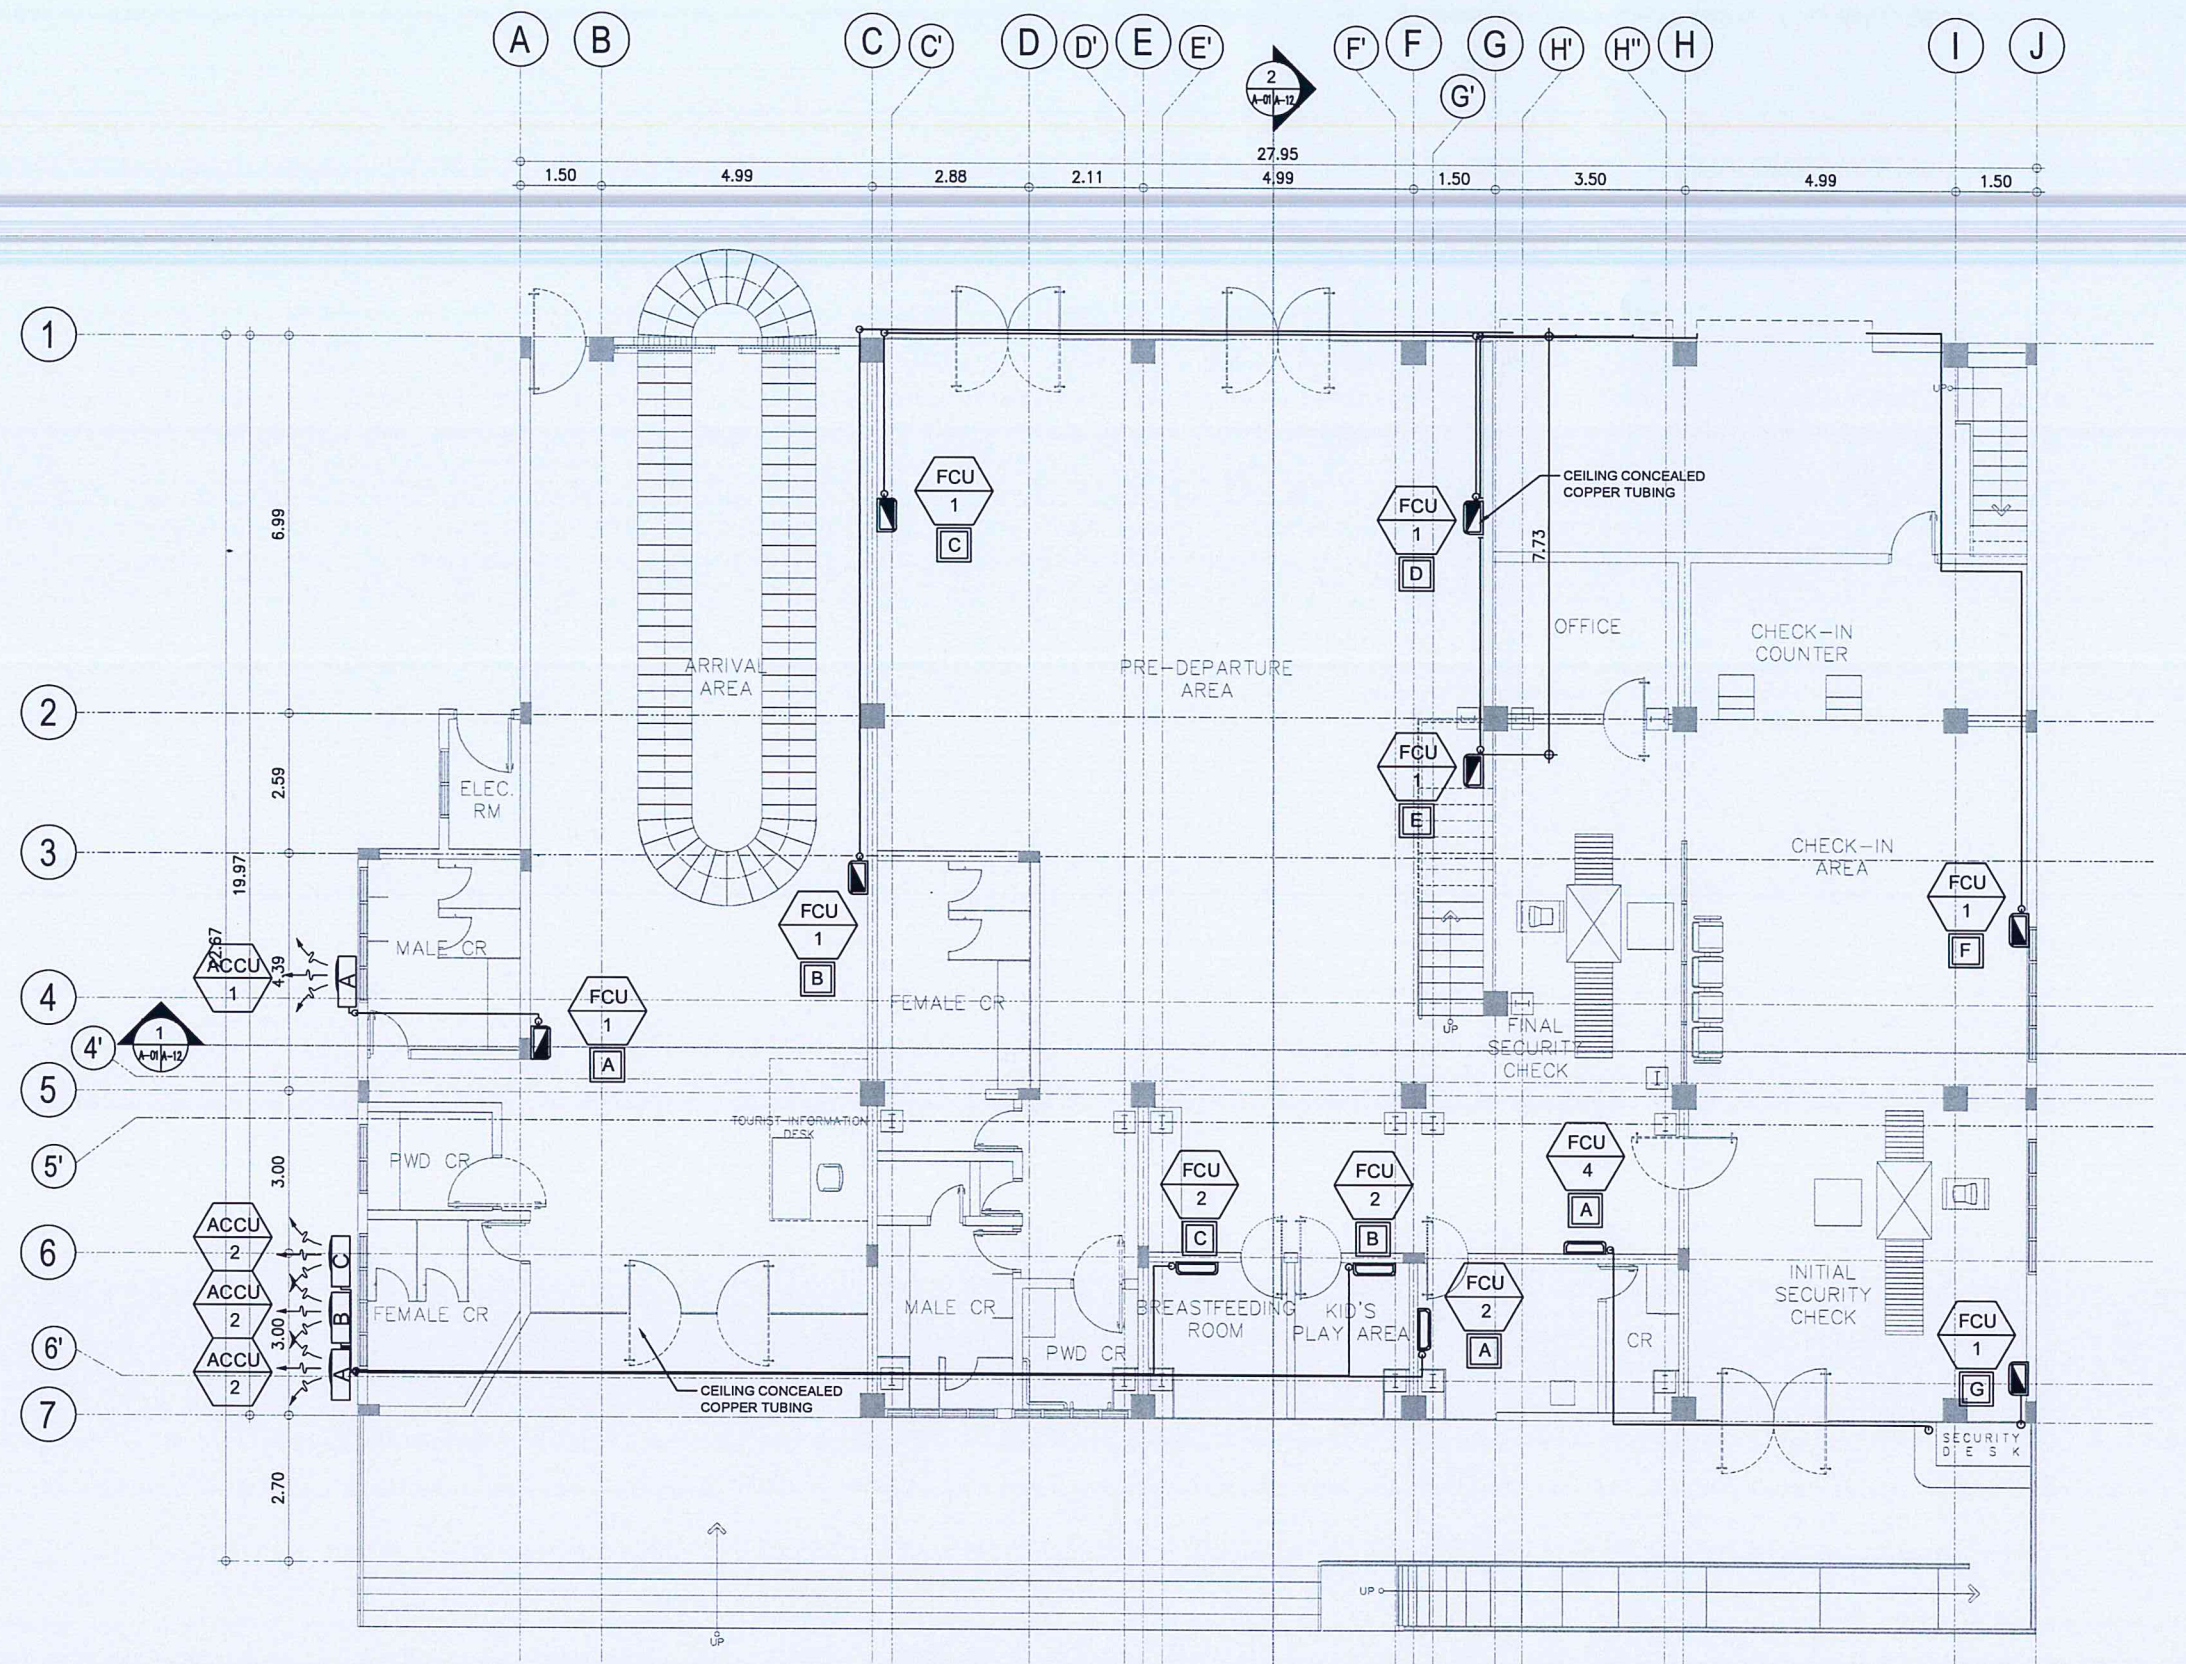 A B C C' D D' E E' F' F G H' H'' H I J
G'
2
A-01 A-12
27.95
1.50 4.99 2.88 2.11 4.99 1.50 3.50 4.99 1.50
1
UP
FCU
1
C
FCU
1
D
CEILING CONCEALED
COPPER TUBING
6.99
7.73
OFFICE
CHECK-IN
COUNTER
ARRIVAL
AREA
PRE-DEPARTURE
AREA
2
FCU
1
E
2.59
ELEC.
RM
3
19.97
CHECK-IN
AREA
FCU
1
F
FCU
1
B
MALE CR
22.67
ACCU
1
4.39
A
4
FCU
1
A
FEMALE CR
UP
FINAL
SECURITY
CHECK
1
A-01 A-12
4'
5
TOURIST INFORMATION
DESK
5'
PWD CR
3.00
FCU
2
C
FCU
2
B
FCU
4
A
6
ACCU
2
C
ACCU
2
B
ACCU
2
A
3.00
FEMALE CR
MALE CR
BREASTFEEDING
ROOM
KID'S
PLAY AREA
FCU
2
A
CR
INITIAL
SECURITY
CHECK
FCU
1
G
6'
PWD CR
7
CEILING CONCEALED
COPPER TUBING
SECURITY
DESK
2.70
UP
UP